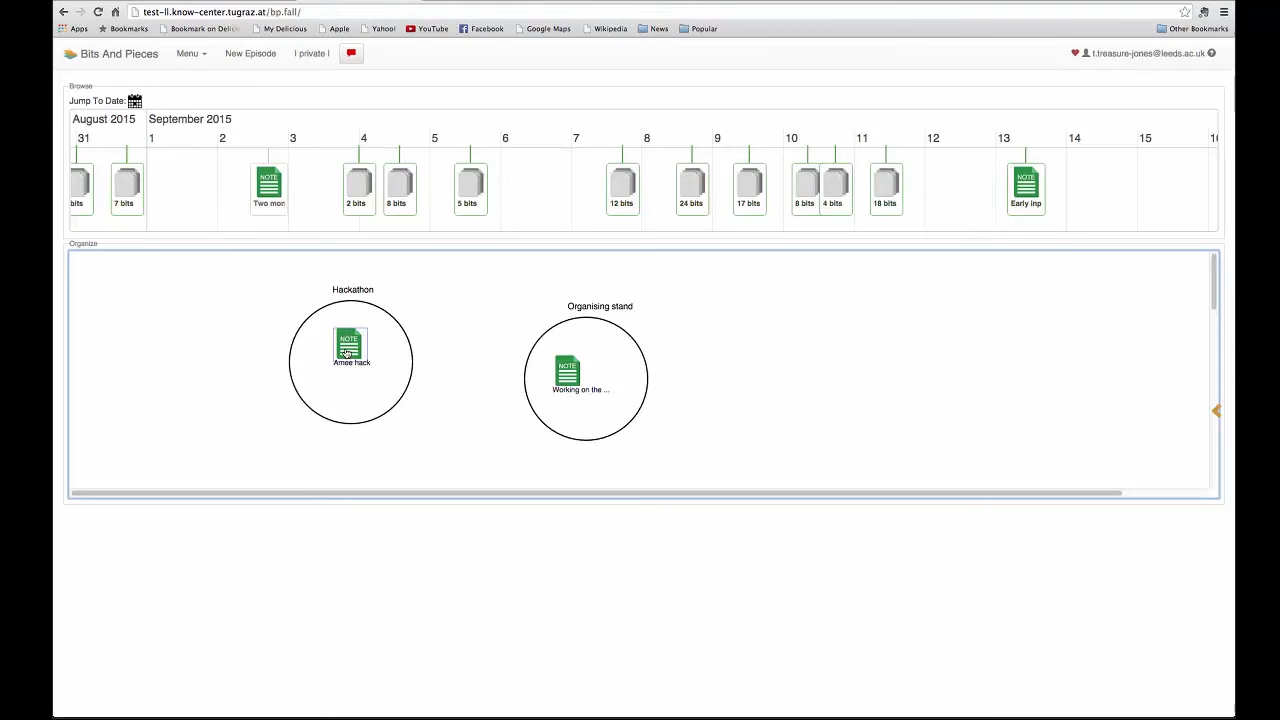 test-ll.know-center.tugraz.at/bp.fall/
Apps Bookmarks Bookmark on Delici My Delicious Apple Yahoo! YouTube Facebook Google Maps Wikipedia News Popular Other Bookmarks
Bits And Pieces Menu New Episode I private I t.treasure-jones@leeds.ac.uk
Browse
Jump To Date:
August 2015 September 2015
31 1 2 3 4 5 6 7 8 9 10 11 12 13 14 15
NOTE NOTE
bits 7 bits Two mon 2 bits 8 bits 5 bits 12 bits 24 bits 17 bits 8 bits 4 bits 18 bits Early inp
Organize
Hackathon
Organising stand
NOTE
Amee hack
NOTE
Working on the ...